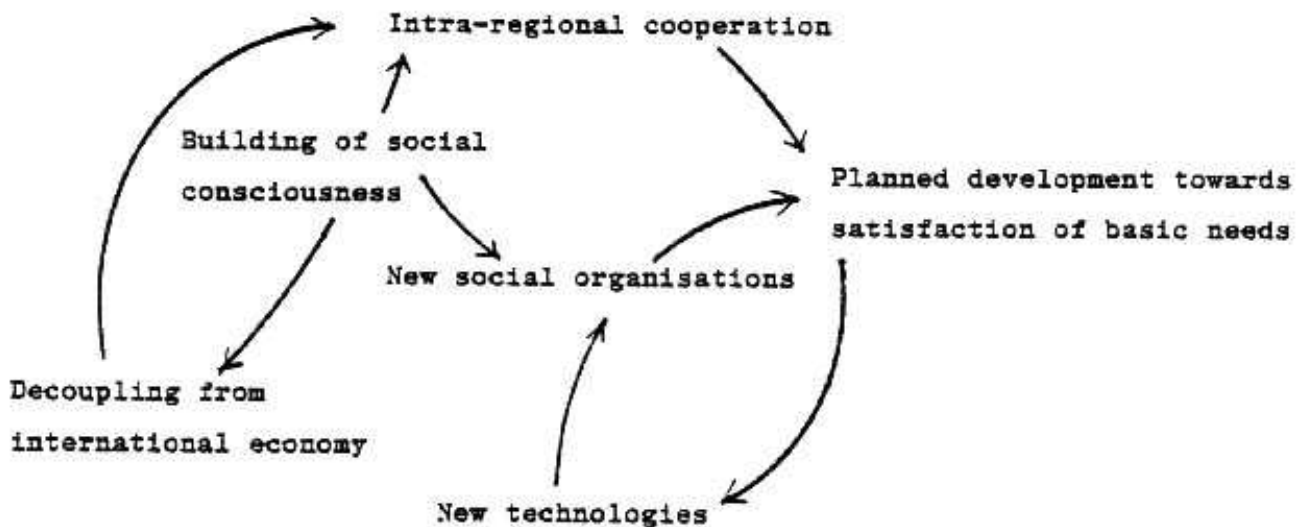 Intra-regional cooperation
Building of social
consciousness
Planned development towards
satisfaction of basic needs
New social organisations
Decoupling from
international economy
New technologies